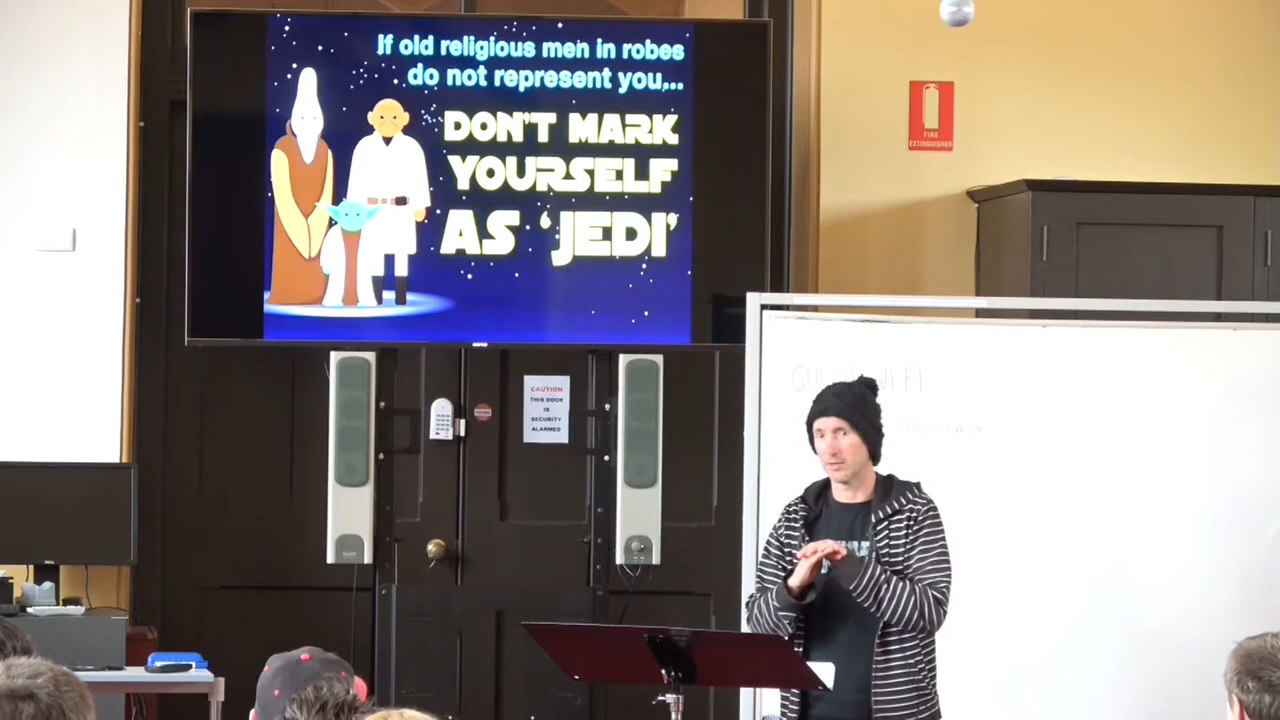 If old religious men in robes
do not represent you,...
DON'T MARK
YOURSELF
AS 'JEDI'
FIRE
EXTINGUISHER
CAUTION
THIS DOOR
IS
SECURITY
ALARMED